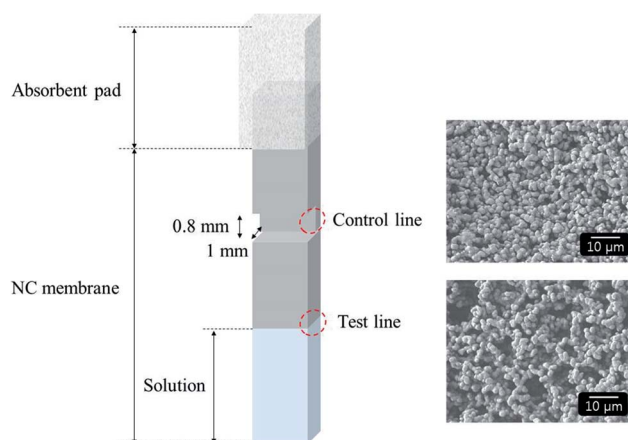 Absorbent pad
0.8 mm
Control line
1 mm
10 μm
NC membrane
Test line
Solution
10 μm